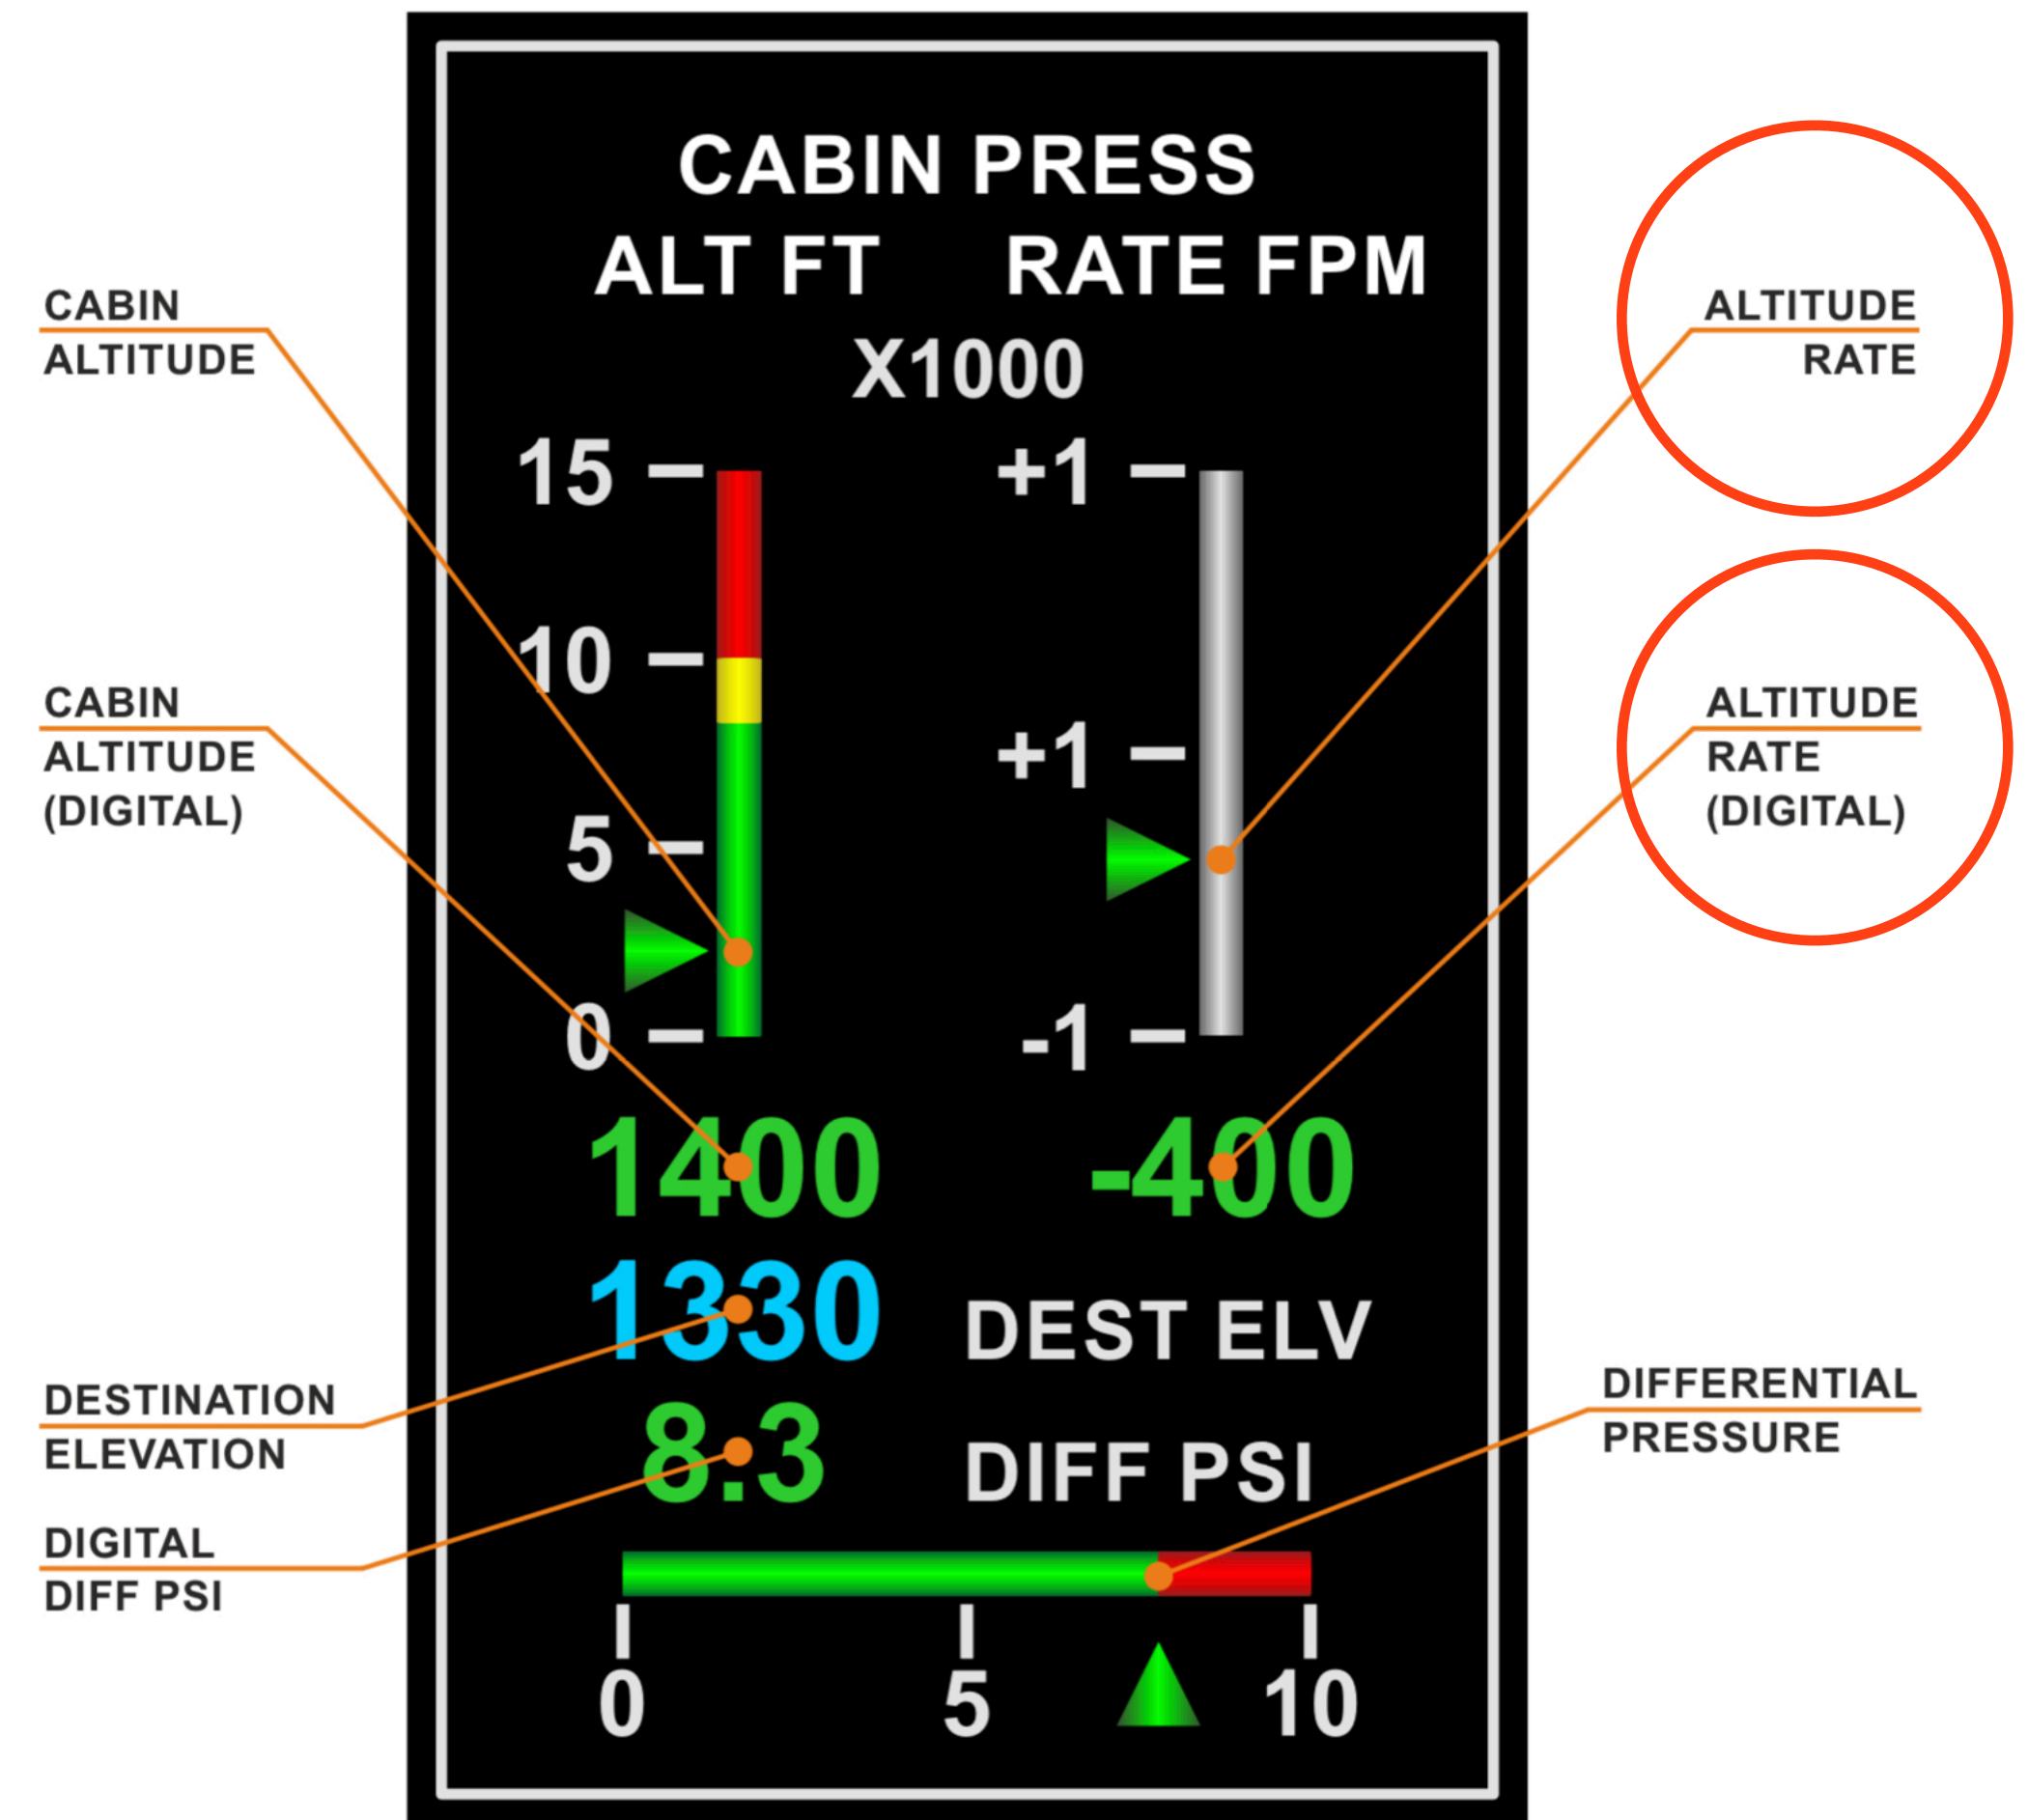 CABIN PRESS
ALT FT RATE FPM
X1000
CABIN
ALTITUDE
ALTITUDE
RATE
15
+1
10
CABIN
ALTITUDE
(DIGITAL)
+1
ALTITUDE
RATE
(DIGITAL)
5
0
-1
1400 -400
1330 DEST ELV
DESTINATION
ELEVATION
DIFFERENTIAL
PRESSURE
8.3 DIFF PSI
DIGITAL
DIFF PSI
0 5 10